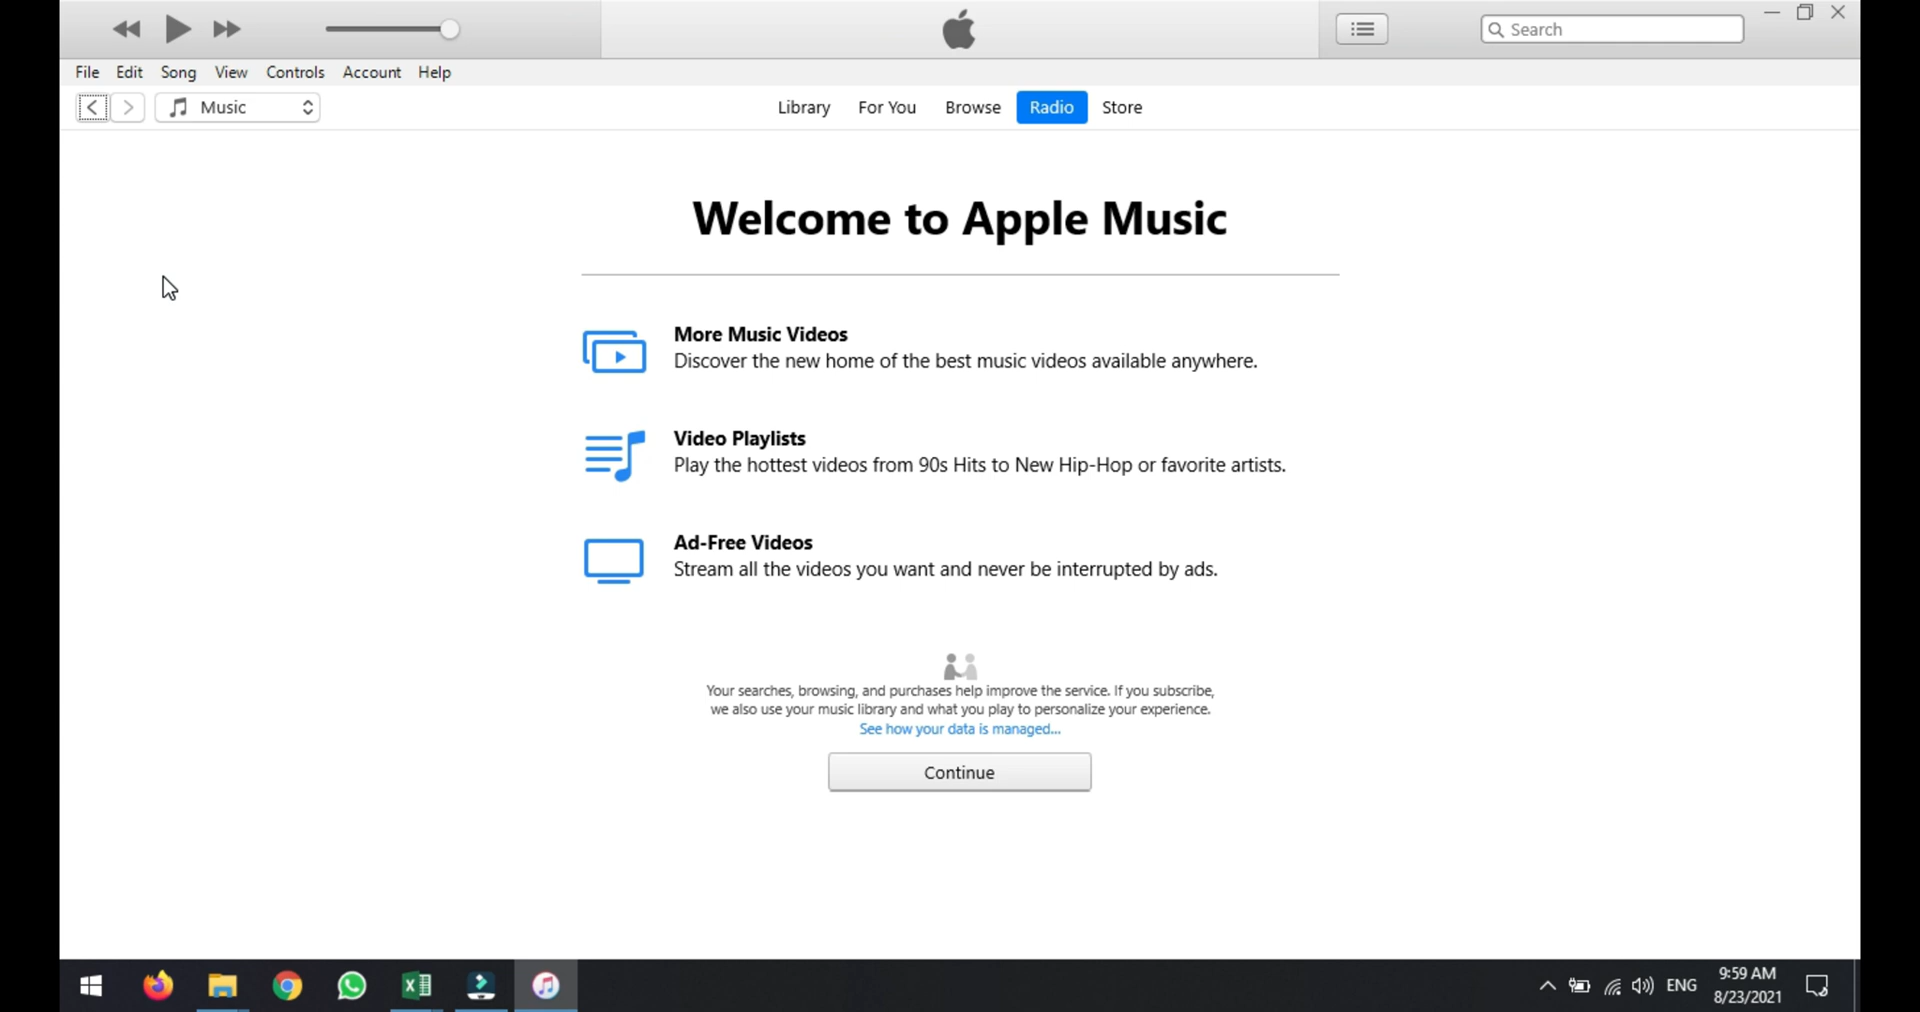 Search
File Edit Song View Controls Account Help
Music
Library For You Browse Radio Store
Welcome to Apple Music
More Music Videos
Discover the new home of the best music videos available anywhere.
Video Playlists
Play the hottest videos from 90s Hits to New Hip-Hop or favorite artists.
Ad-Free Videos
Stream all the videos you want and never be interrupted by ads.
Your searches, browsing, and purchases help improve the service. If you subscribe,
we also use your music library and what you play to personalize your experience.
See how your data is managed...
Continue
ENG
9:59 AM
8/23/2021